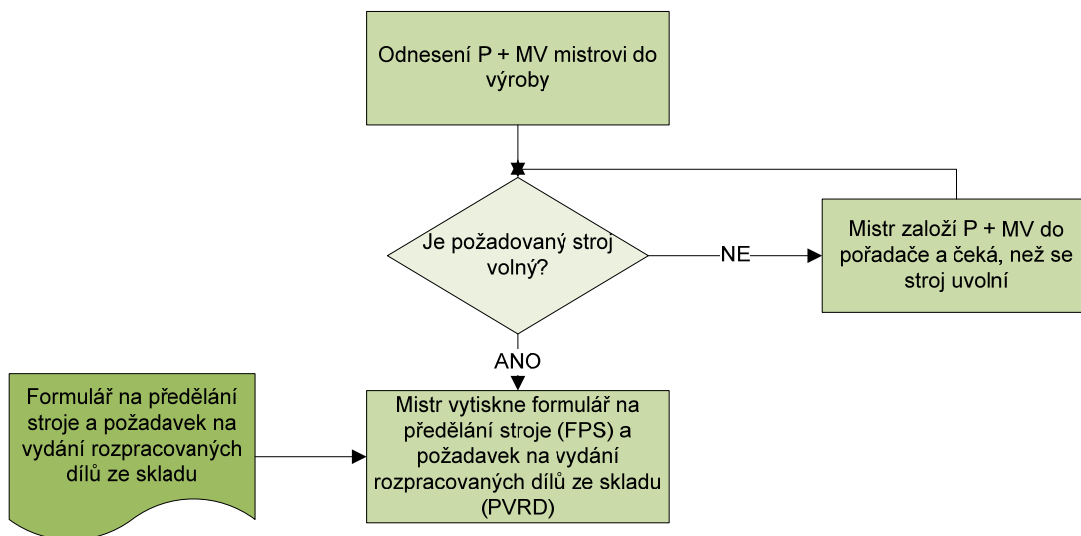 Odnesení P + MV mistrovi do
výroby
Je požadovaný stroj
volný?
NE
Mistr založí P + MV do
pořadače a čeká, než se
stroj uvolní
ANO
Formulář na předělání
stroje a požadavek na
vydání rozpracovaných
dílů ze skladu
Mistr vytiskne formulář na
předělání stroje (FPS) a
požadavek na vydání
rozpracovaných dílů ze skladu
(PVRD)